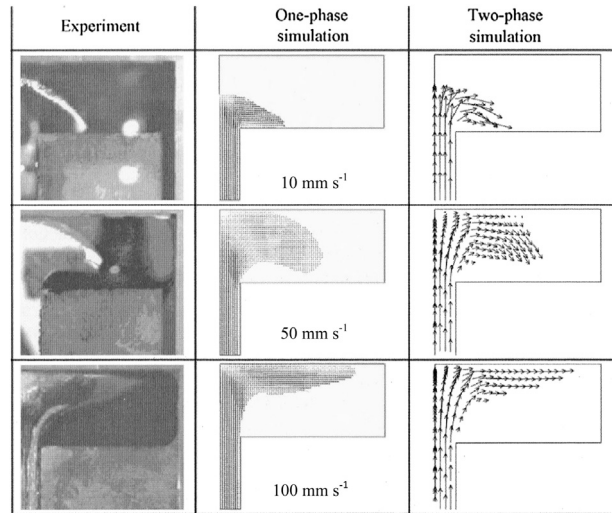 Experiment
One-phase
simulation
Two-phase
simulation
10 mm s⁻¹
50 mm s⁻¹
100 mm s⁻¹